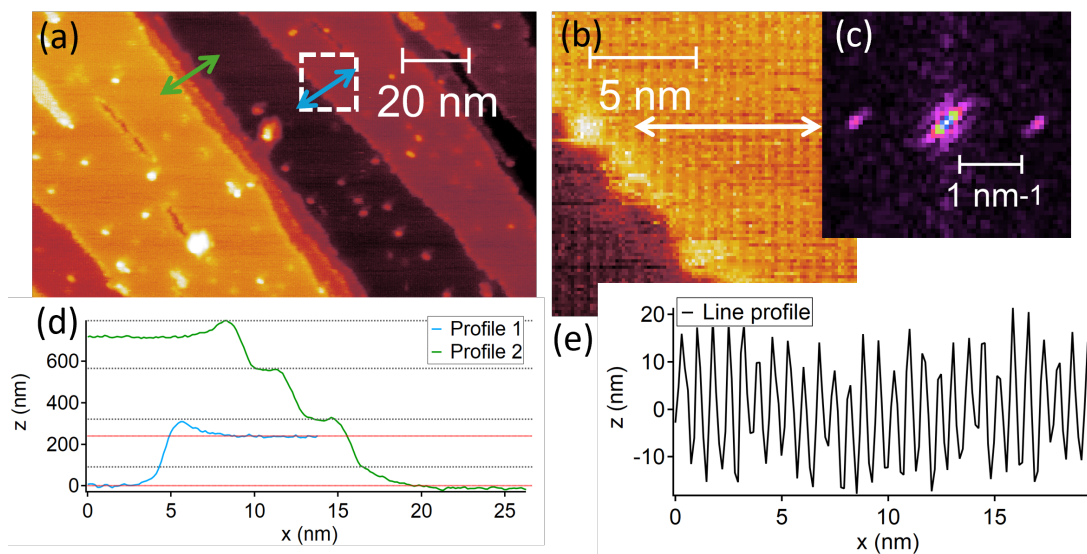 (a)
20 nm
(b)
5 nm
(c)
1 nm-1
(d)
Profile 1
Profile 2
z (nm)
600
400
200
0
0
5
10
15
20
25
x (nm)
(e)
Line profile
z (nm)
20
10
0
-10
0
5
10
15
x (nm)